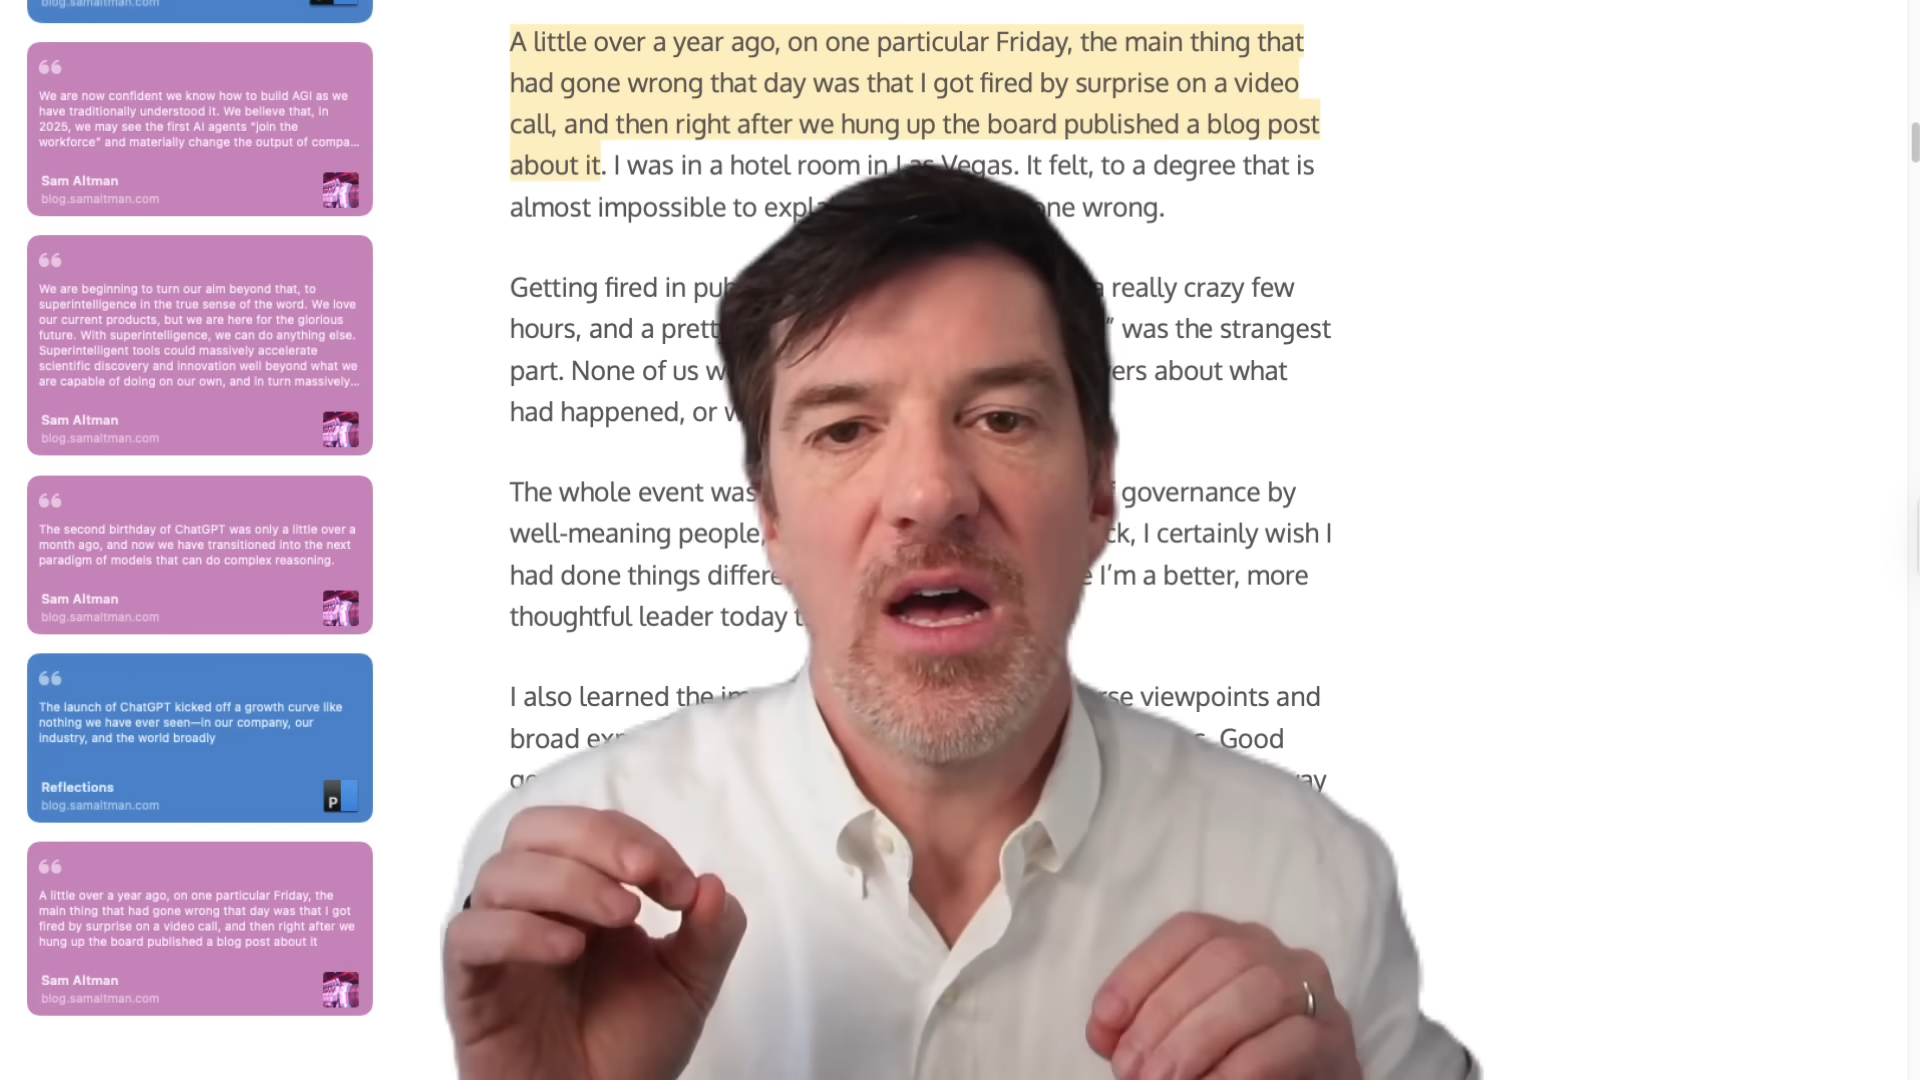 blog.samaltman.com
We are now confident we know how to build AGI as we
have traditionally understood it. We believe that, in
2025, we may see the first AI agents "join the
workforce" and materially change the output of compa...
Sam Altman
blog.samaltman.com
We are beginning to turn our aim beyond that, to
superintelligence in the true sense of the word. We love
our current products, but we are here for the glorious
future. With superintelligence, we can do anything else.
Superintelligent tools could massively accelerate
scientific discovery and innovation well beyond what we
are capable of doing on our own, and in turn massively...
Sam Altman
blog.samaltman.com
The second birthday of ChatGPT was only a little over a
month ago, and now we have transitioned into the next
paradigm of models that can do complex reasoning.
Sam Altman
blog.samaltman.com
The launch of ChatGPT kicked off a growth curve like
nothing we have ever seen—in our company, our
industry, and the world broadly
Reflections
blog.samaltman.com
P
A little over a year ago, on one particular Friday, the
main thing that had gone wrong that day was that I got
fired by surprise on a video call, and then right after we
hung up the board published a blog post about it
Sam Altman
blog.samaltman.com
A little over a year ago, on one particular Friday, the main thing that
had gone wrong that day was that I got fired by surprise on a video
call, and then right after we hung up the board published a blog post
about it. I was in a hotel room in Las Vegas. It felt, to a degree that is
almost impossible to one wrong.
Getting fired in really crazy few
hours, and a " was the strangest
part. None of us about what
had happened, or
The whole event was governance by
well-meaning people, I certainly wish I
had done things I'm a better, more
thoughtful leader today
I also learned the viewpoints and
broad Good